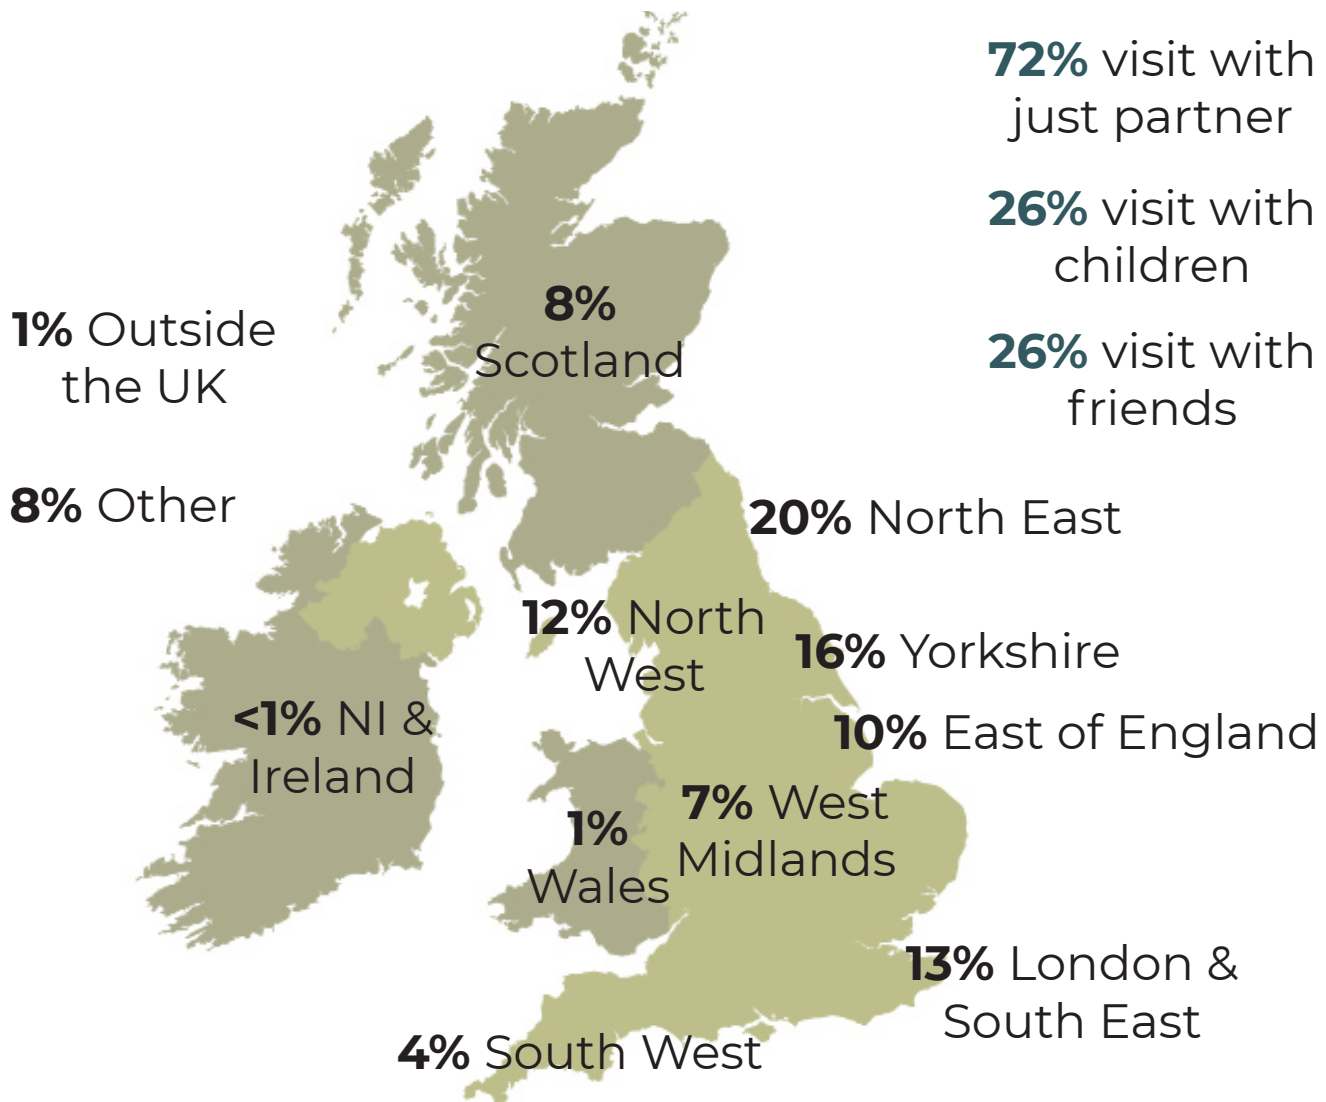 72% visit with
just partner
26% visit with
children
26% visit with
friends
8%
Scotland
1% Outside
the UK
8% Other
20% North East
12% North
West
16% Yorkshire
<1% NI &
Ireland
10% East of England
7% West
Midlands
1%
Wales
13% London &
South East
4% South West